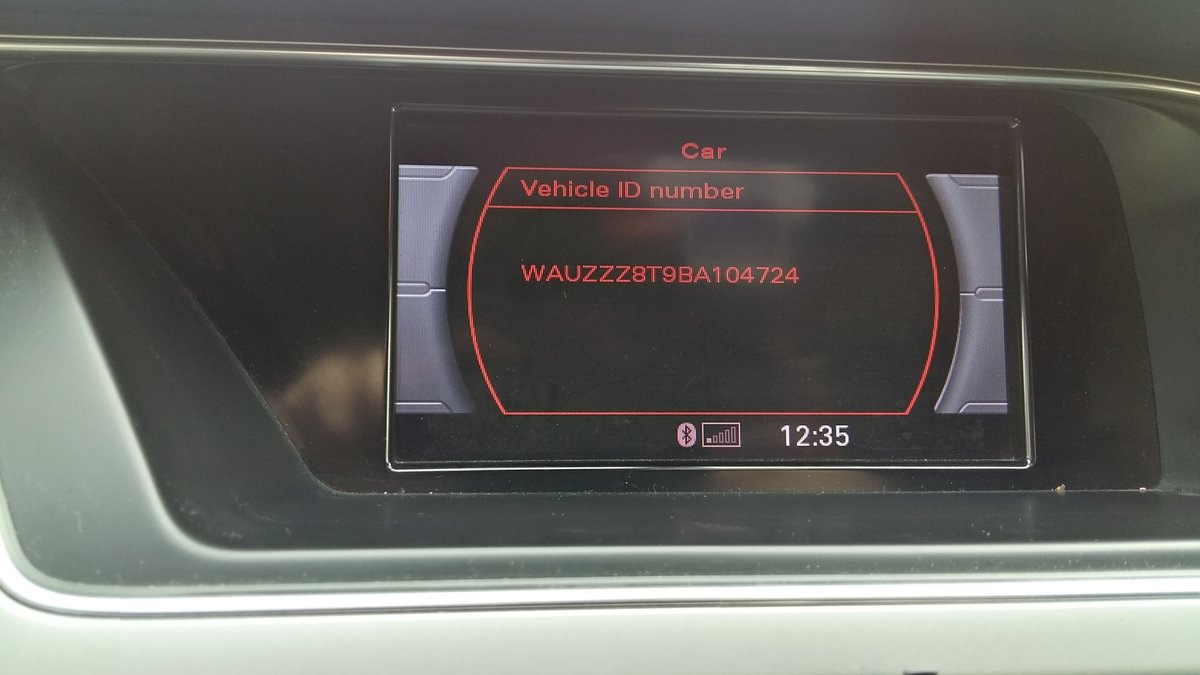 Car
Vehicle ID number
WAUZZZ8T9BA104724
12:35